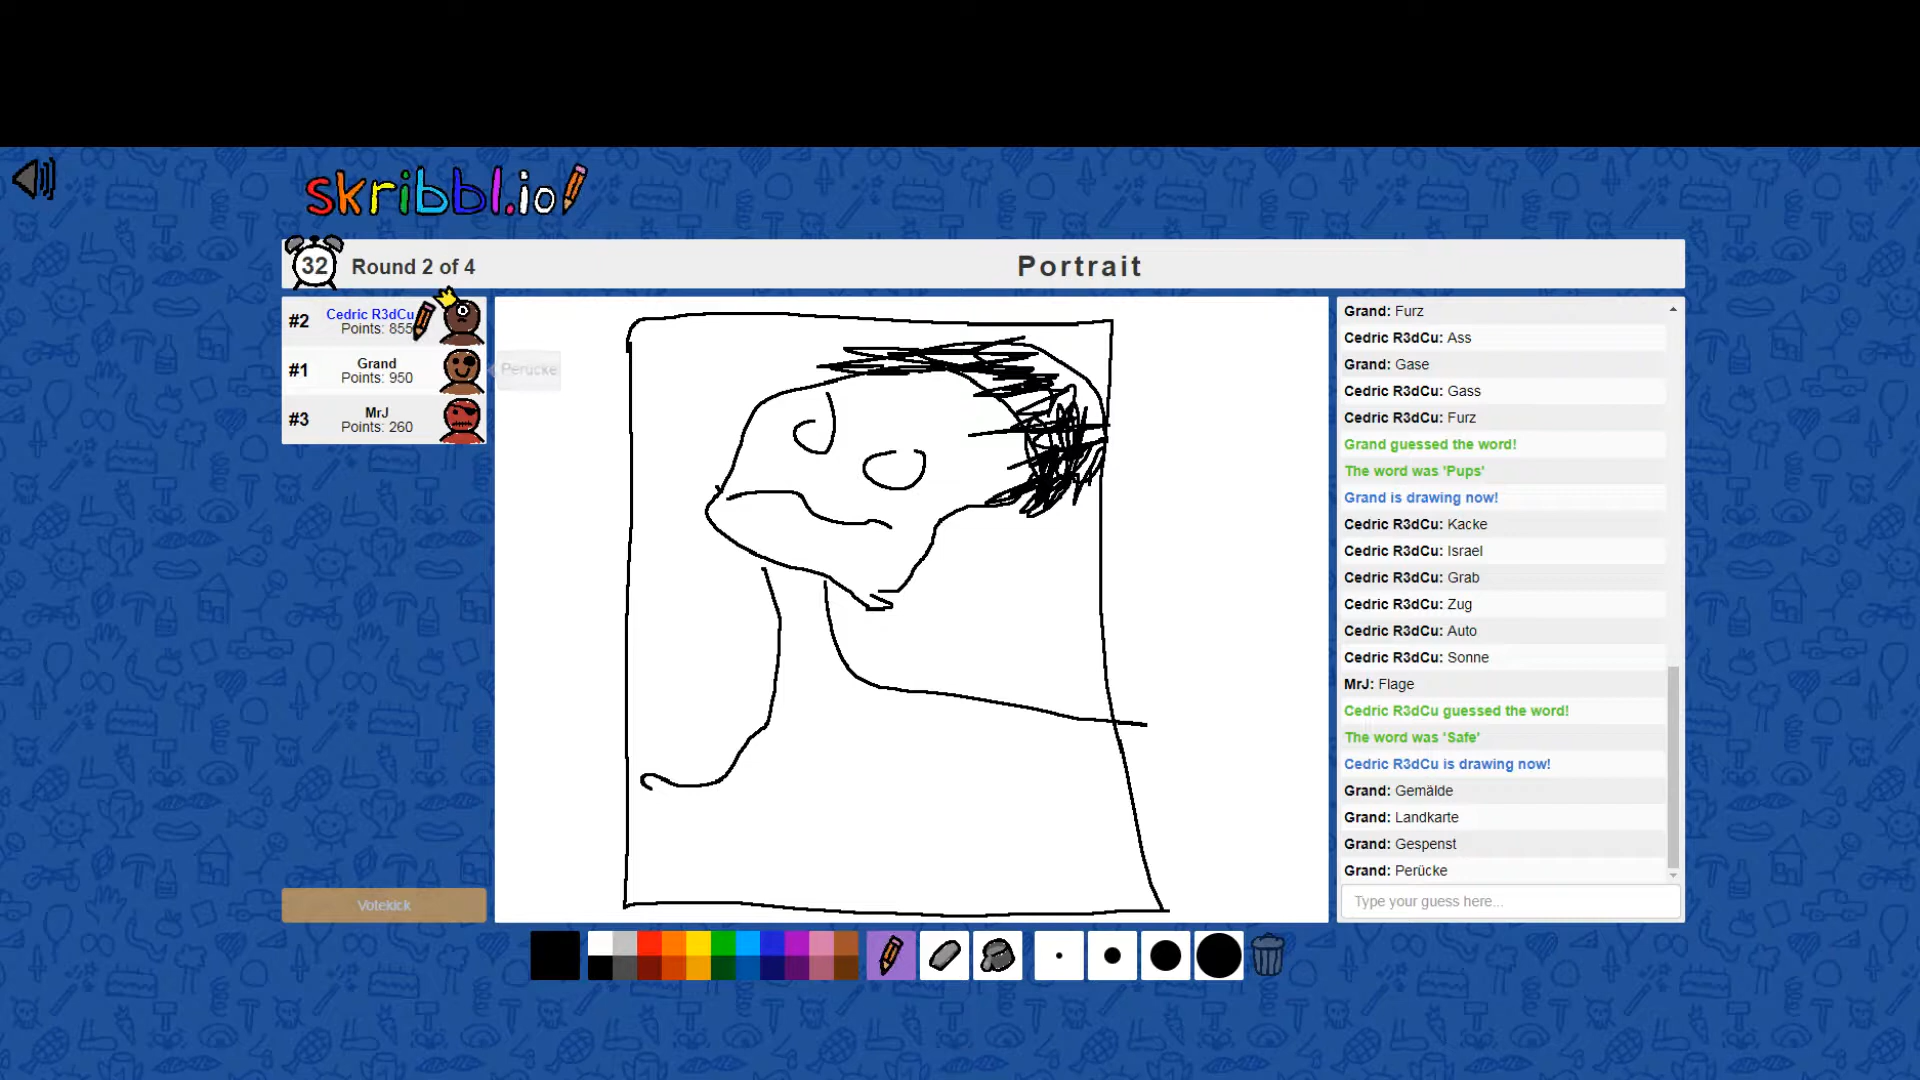 skribbl.io
32
Round 2 of 4
Portrait
#2
Cedric R3dCu
Points: 855
#1
Grand
Points: 950
Perücke
#3
MrJ
Points: 260
Votekick
Grand: Furz
Cedric R3dCu: Ass
Grand: Gase
Cedric R3dCu: Gass
Cedric R3dCu: Furz
Grand guessed the word!
The word was 'Pups'
Grand is drawing now!
Cedric R3dCu: Kacke
Cedric R3dCu: Israel
Cedric R3dCu: Grab
Cedric R3dCu: Zug
Cedric R3dCu: Auto
Cedric R3dCu: Sonne
MrJ: Flage
Cedric R3dCu guessed the word!
The word was 'Safe'
Cedric R3dCu is drawing now!
Grand: Gemälde
Grand: Landkarte
Grand: Gespenst
Grand: Perücke
Type your guess here...